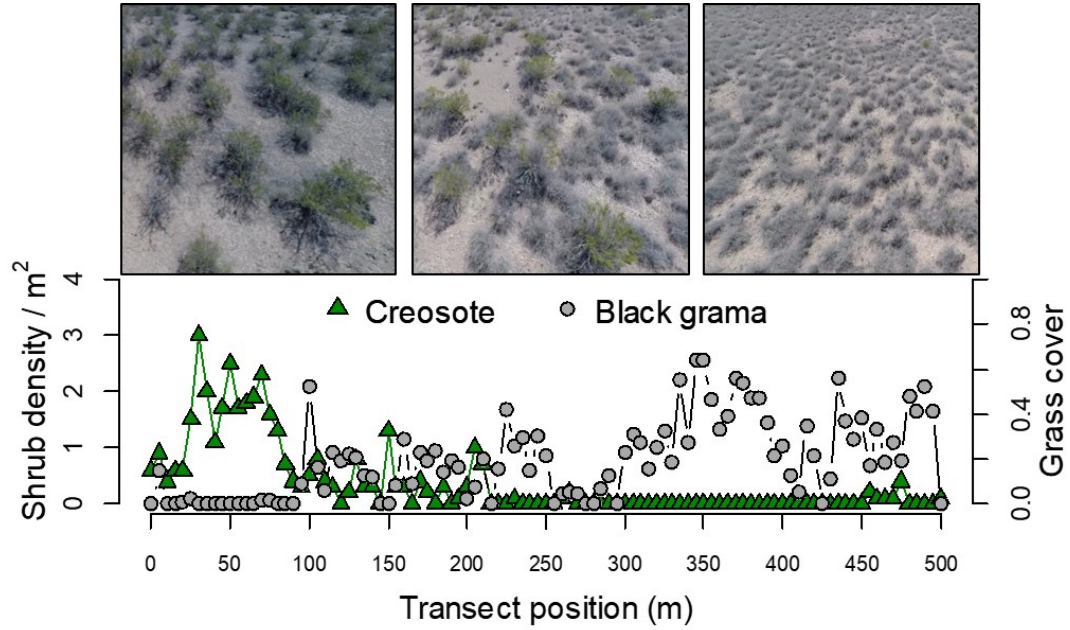 Creosote
Black grama
Shrub density / m²
4
3
2
1
0
0.8
0.4
0.0
Grass cover
0 50 100 150 200 250 300 350 400 450 500
Transect position (m)